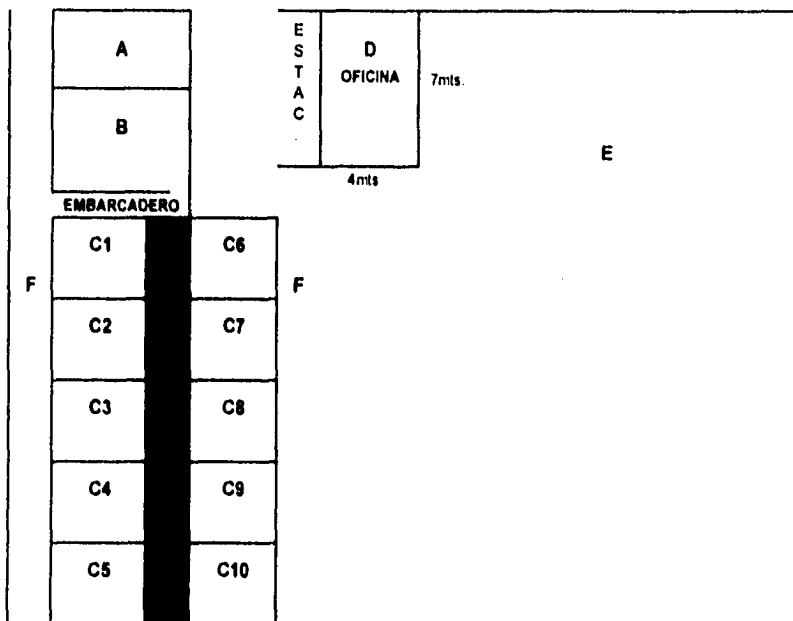 A
B
EMBARCADERO
E
S
T
A
C
.
D
OFICINA
7mts.
4mts
E
C1
C6
F
F
C2
C7
C3
C8
C4
C9
C5
C10